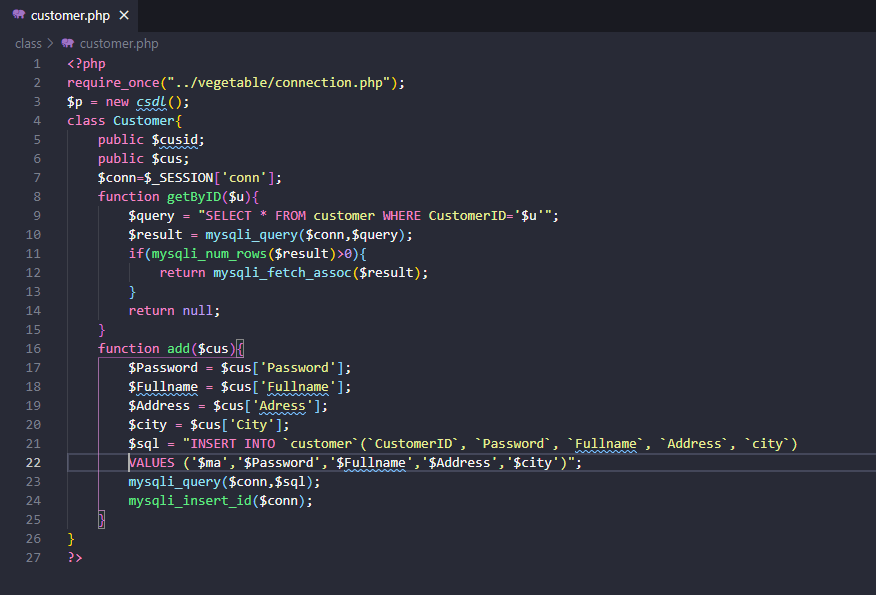 customer.php
class > customer.php
1 <?php
2 require_once("../vegetable/connection.php");
3 $p = new csdl();
4 class Customer{
5 public $cusid;
6 public $cus;
7 $conn=$_SESSION['conn'];
8 function getByID($u){
9 $query = "SELECT * FROM customer WHERE CustomerID='$u'";
10 $result = mysqli_query($conn,$query);
11 if(mysqli_num_rows($result)>0){
12 return mysqli_fetch_assoc($result);
13 }
14 return null;
15 }
16 function add($cus){
17 $Password = $cus['Password'];
18 $Fullname = $cus['Fullname'];
19 $Address = $cus['Adress'];
20 $city = $cus['City'];
21 $sql = "INSERT INTO `customer`(`CustomerID`, `Password`, `Fullname`, `Address`, `city`)
22 VALUES ('$ma','$Password','$Fullname','$Address','$city')";
23 mysqli_query($conn,$sql);
24 mysqli_insert_id($conn);
25 }
26 }
27 ?>